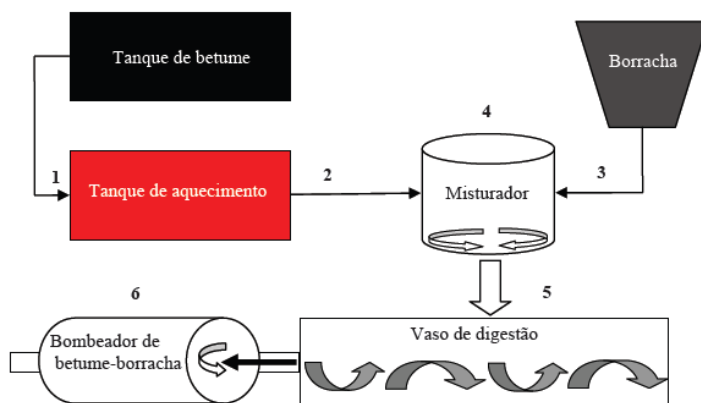 Tanque de betume
Borracha
4
1
Tanque de aquecimento
2
Misturador
3
6
5
Bombeador de
betume-borracha
Vaso de digestão